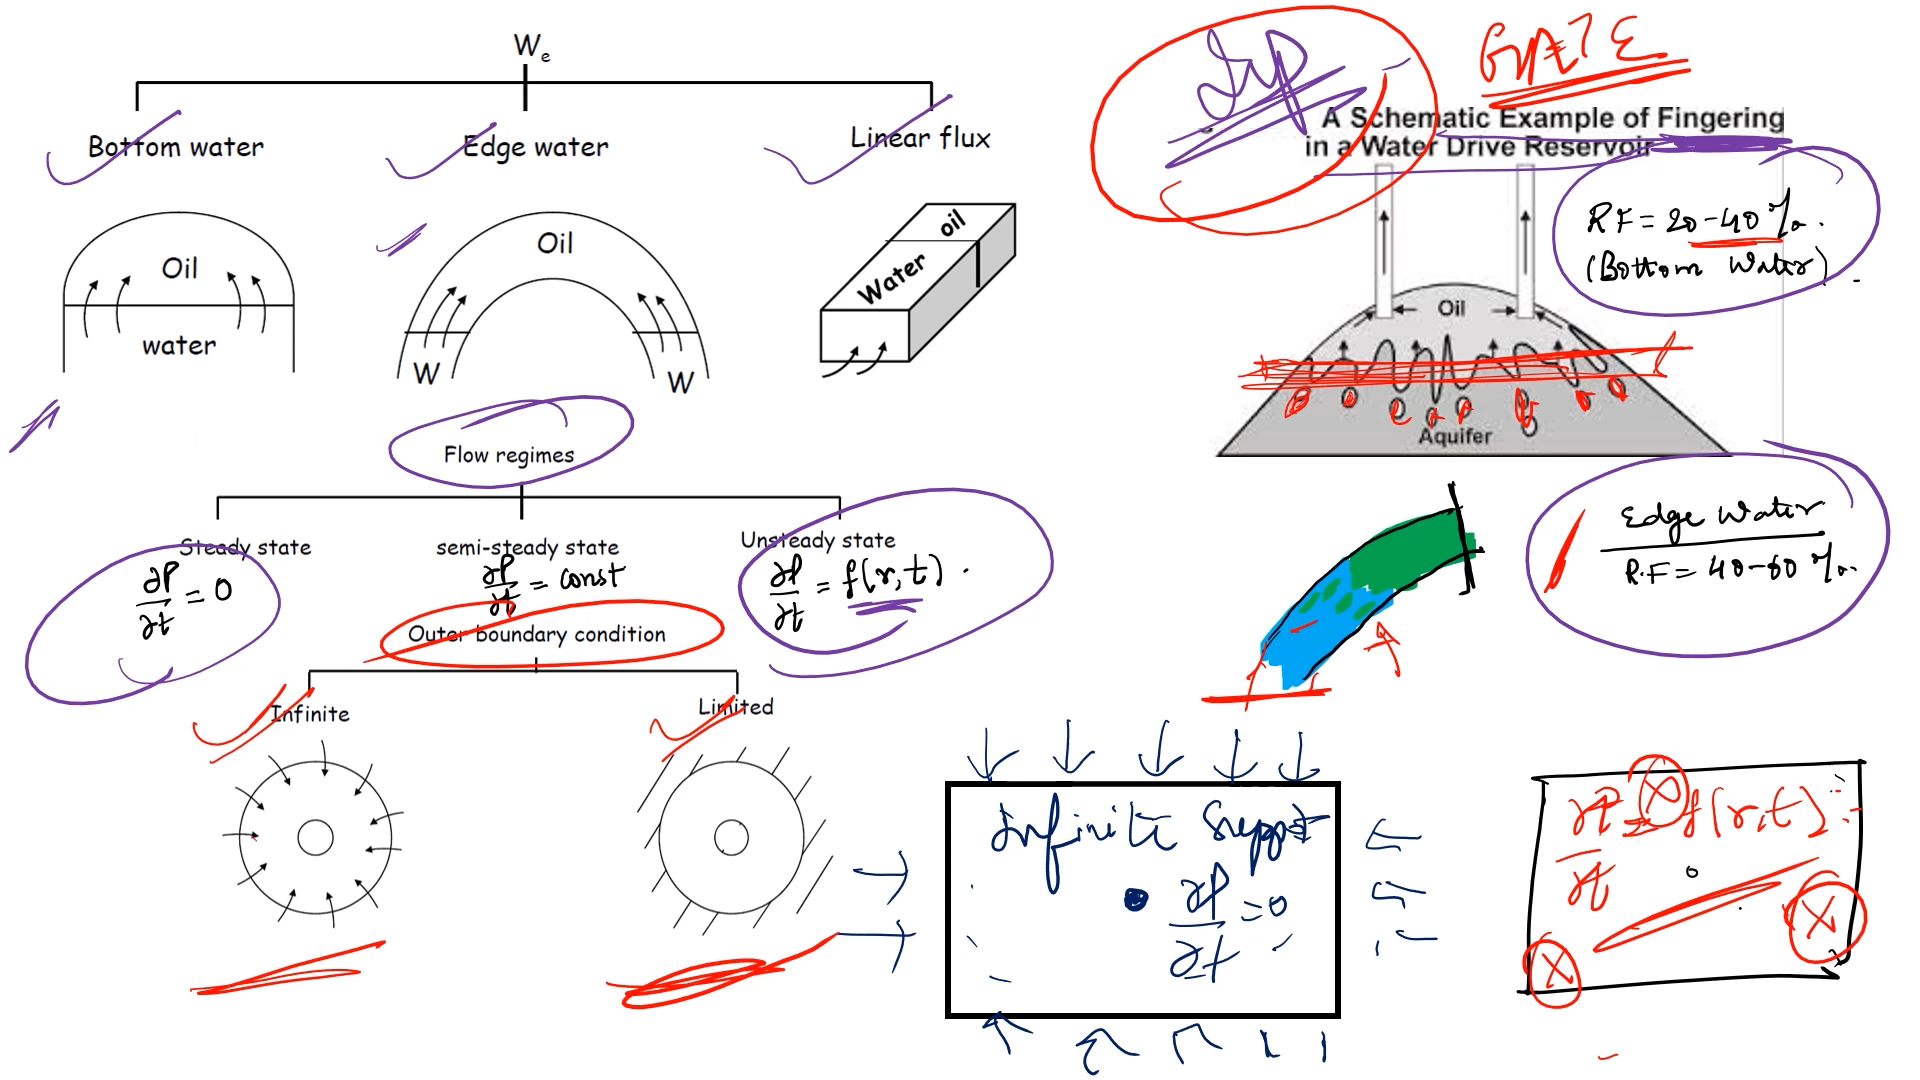 We
Bottom water
Edge water
Linear flux
Oil
water
Oil
W
W
oil
Water
Flow regimes
Steady state
semi-steady state
Unsteady state
∂P/∂t = 0
∂P/∂t = const
∂P/∂t = f(r,t).
Outer boundary condition
Infinite
Limited
Imp
GATE
A Schematic Example of Fingering
in a Water Drive Reservoir
RF = 20-40%.
(Bottom Water).
Oil
Aquifer
Edge Water
R.F = 40-60%.
Infinite Support
∂P/∂t = 0
∂P/∂t = f(r,t)